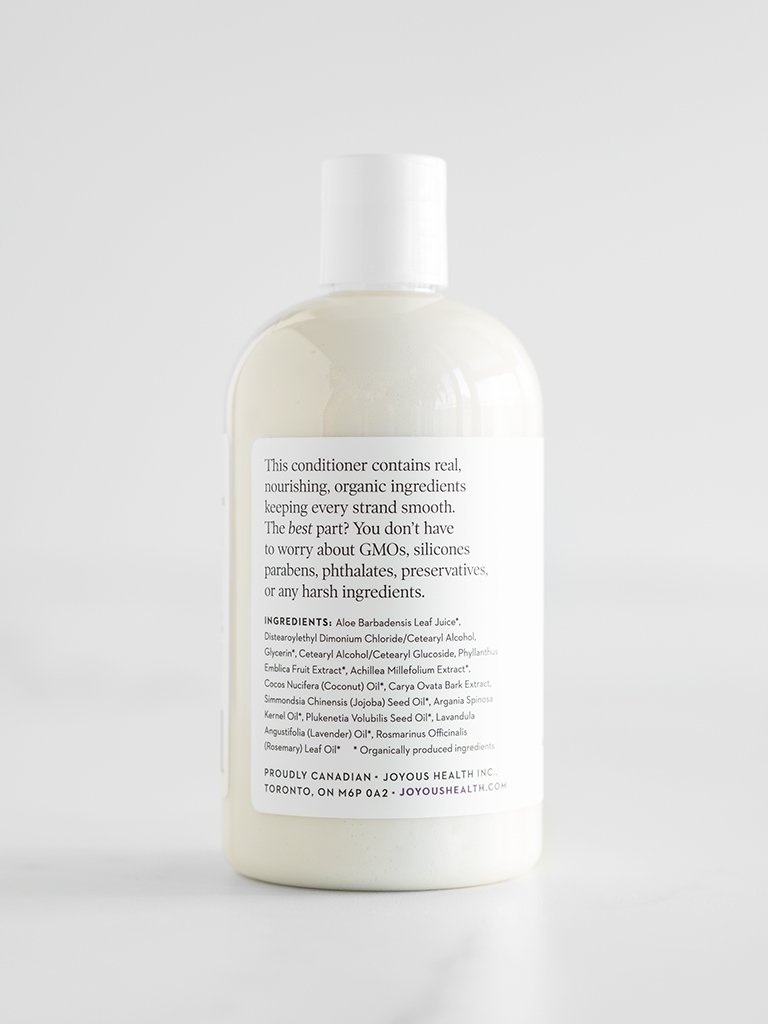 This conditioner contains real,
nourishing, organic ingredients
keeping every strand smooth.
The best part? You don't have
to worry about GMOs, silicones
parabens, phthalates, preservatives,
or any harsh ingredients.
INGREDIENTS: Aloe Barbadensis Leaf Juice*,
Distearoylethyl Dimonium Chloride/Cetearyl Alcohol,
Glycerin*, Cetearyl Alcohol/Cetearyl Glucoside, Phyllanthus
Emblica Fruit Extract*, Achillea Millefolium Extract*,
Cocos Nucifera (Coconut) Oil*, Carya Ovata Bark Extract,
Simmondsia Chinensis (Jojoba) Seed Oil*, Argania Spinosa
Kernel Oil*, Plukenetia Volubilis Seed Oil*, Lavandula
Angustifolia (Lavender) Oil*, Rosmarinus Officinalis
(Rosemary) Leaf Oil* * Organically produced ingredients
PROUDLY CANADIAN • JOYOUS HEALTH INC.,
TORONTO, ON M6P 0A2 • JOYOUSHEALTH.COM